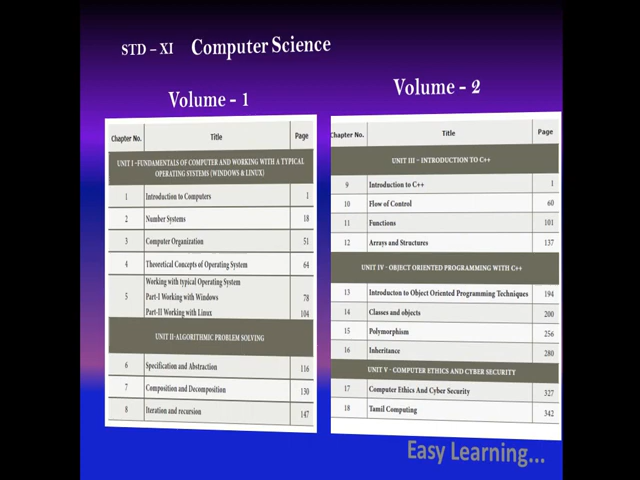 STD – XI Computer Science
Volume - 1
Chapter No. Title Page
UNIT I -FUNDAMENTALS OF COMPUTER AND WORKING WITH A TYPICAL
OPERATING SYSTEMS (WINDOWS & LINUX)
1 Introduction to Computers 1
2 Number Systems 18
3 Computer Organization 51
4 Theoretical Concepts of Operating System 64
Working with typical Operating System
5 Part-I Working with Windows 78
Part-II Working with Linux 104
UNIT II-ALGORITHMIC PROBLEM SOLVING
6 Specification and Abstraction 116
7 Composition and Decomposition 130
8 Iteration and recursion 147
Volume - 2
Chapter No. Title Page
UNIT III – INTRODUCTION TO C++
9 Introduction to C++ 1
10 Flow of Control 60
11 Functions 101
12 Arrays and Structures 137
UNIT IV - OBJECT ORIENTED PROGRAMMING WITH C++
13 Introducton to Object Oriented Programming Techniques 194
14 Classes and objects 200
15 Polymorphism 256
16 Inheritance 280
UNIT V - COMPUTER ETHICS AND CYBER SECURITY
17 Computer Ethics And Cyber Security 327
18 Tamil Computing 342
Easy Learning...